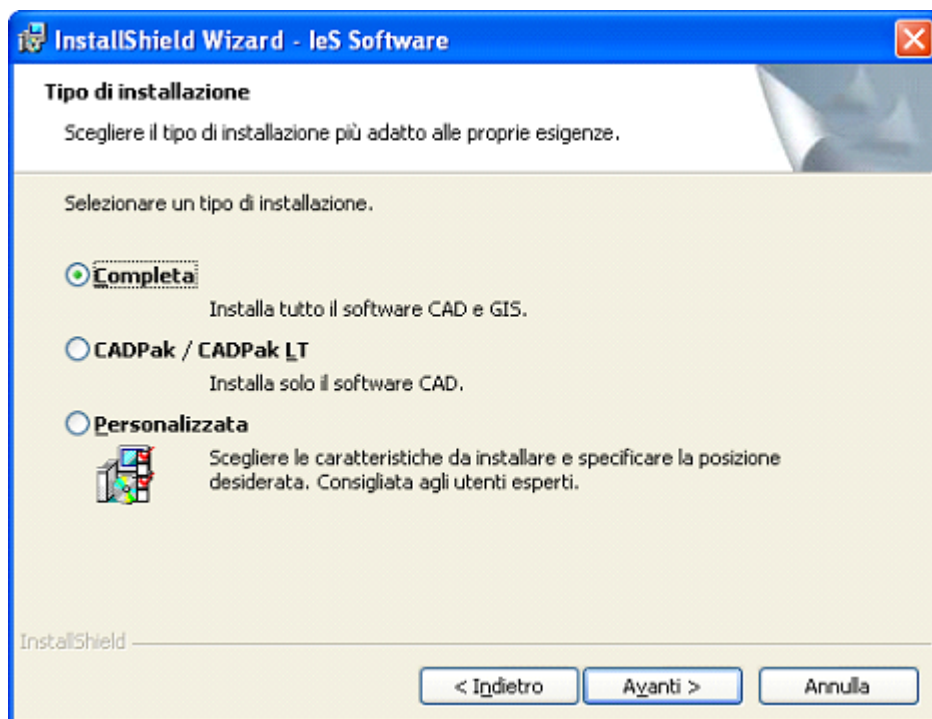 InstallShield Wizard - IeS Software
Tipo di installazione
Scegliere il tipo di installazione più adatto alle proprie esigenze.
Selezionare un tipo di installazione.
Completa
Installa tutto il software CAD e GIS.
CADPak / CADPak LT
Installa solo il software CAD.
Personalizzata
Scegliere le caratteristiche da installare e specificare la posizione
desiderata. Consigliata agli utenti esperti.
InstallShield
< Indietro
Avanti >
Annulla